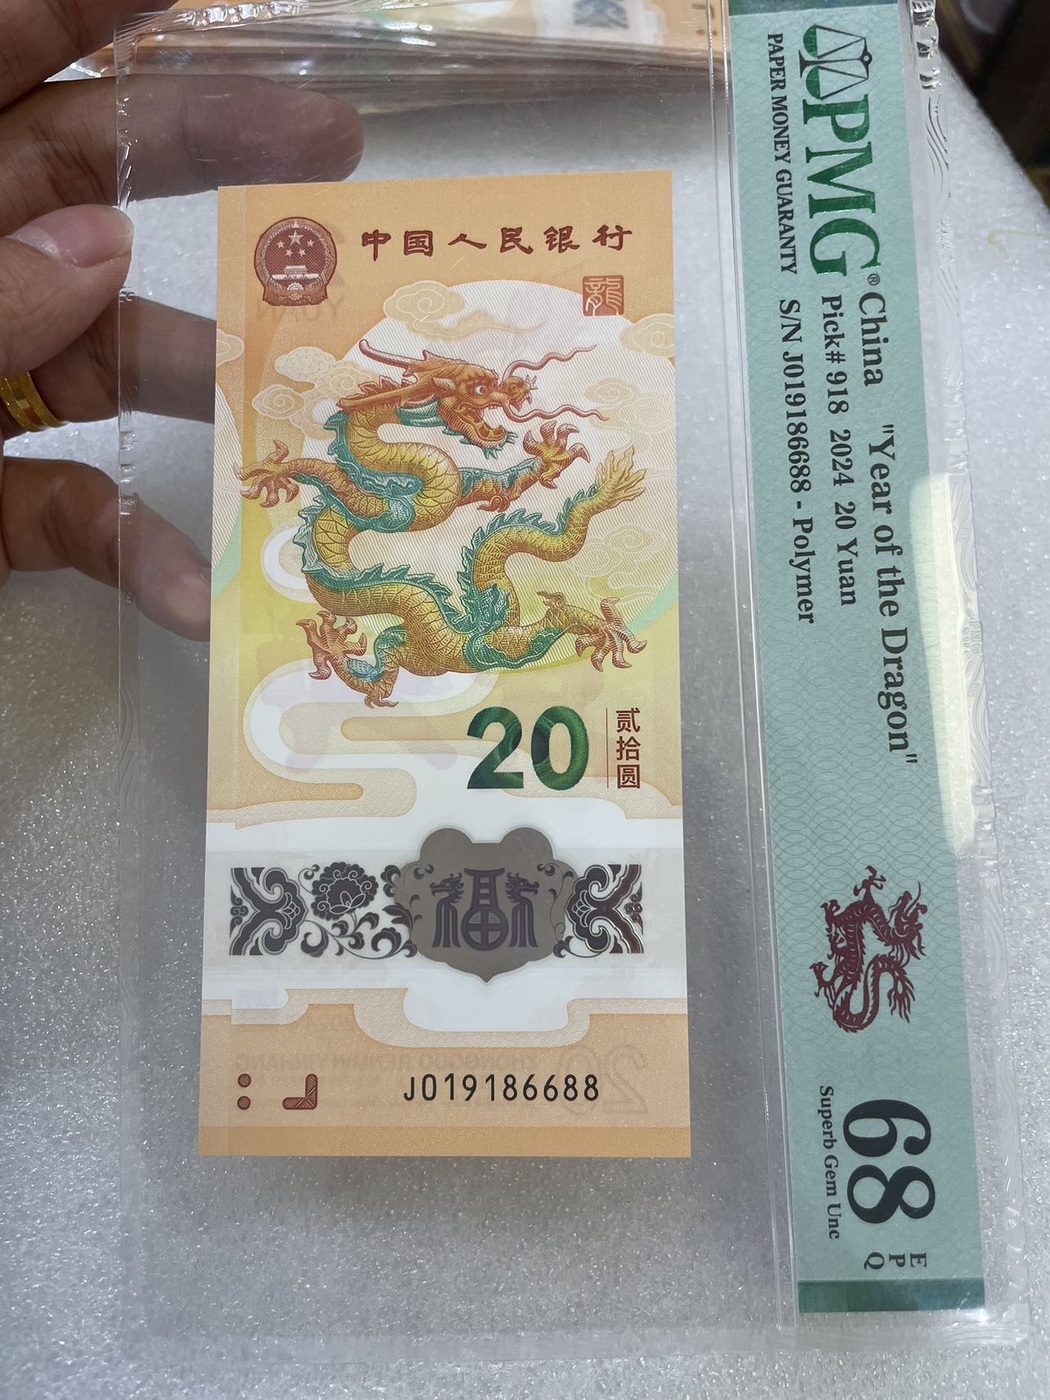 中国人民银行
龍
20
贰拾圆
福
J019186688
PMG®
PAPER MONEY GUARANTY
China "Year of the Dragon"
Pick# 918 2024 20 Yuan
S/N J019186688 - Polymer
68
EPQ
Superb Gem Unc